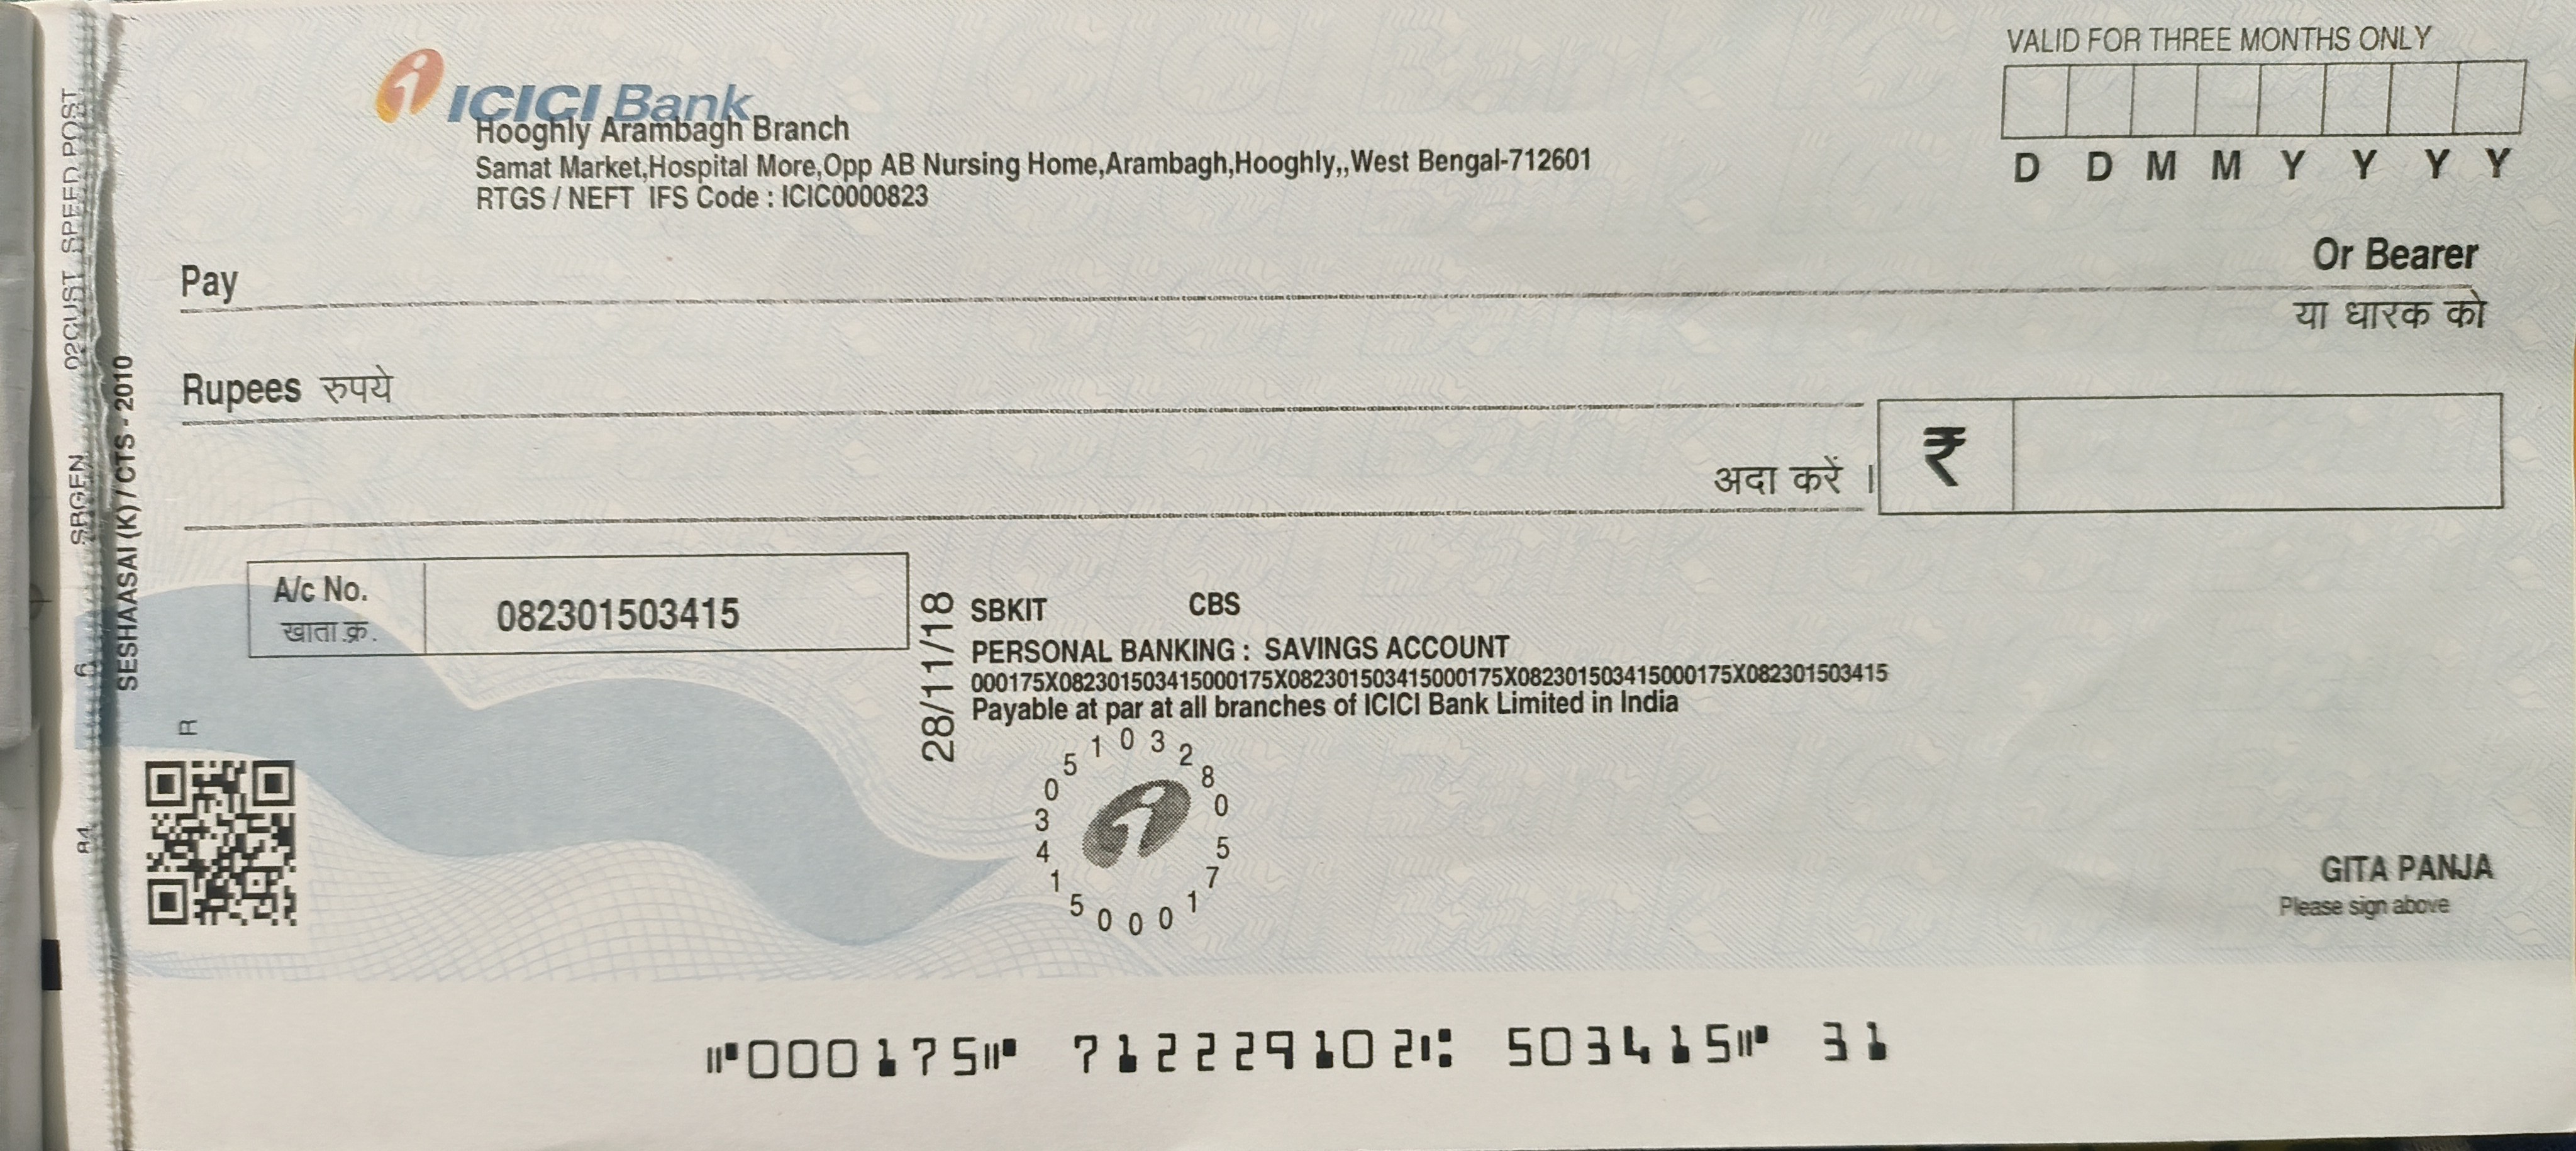 VALID FOR THREE MONTHS ONLY
ICICI Bank
Hooghly Arambagh Branch
Samat Market,Hospital More,Opp AB Nursing Home,Arambagh,Hooghly,,West Bengal-712601
RTGS / NEFT IFS Code : ICIC0000823
D D M M Y Y Y Y
Pay
Or Bearer
या धारक को
Rupees रुपये
अदा करें ।
₹
A/c No.
खाता क्र.
082301503415
28/11/18
SBKIT CBS
PERSONAL BANKING : SAVINGS ACCOUNT
000175X082301503415000175X082301503415000175X082301503415000175X082301503415
Payable at par at all branches of ICICI Bank Limited in India
SESHAASAI (K) / CTS - 2010
R4 6 SRGEN 02CUST SPEED POST
R
5 1 0 3 2 8 0 5 7 1 0 0 0 5 1 4 3 0
GITA PANJA
Please sign above
⑈000175⑈ 712229102⑆ 503415⑈ 31